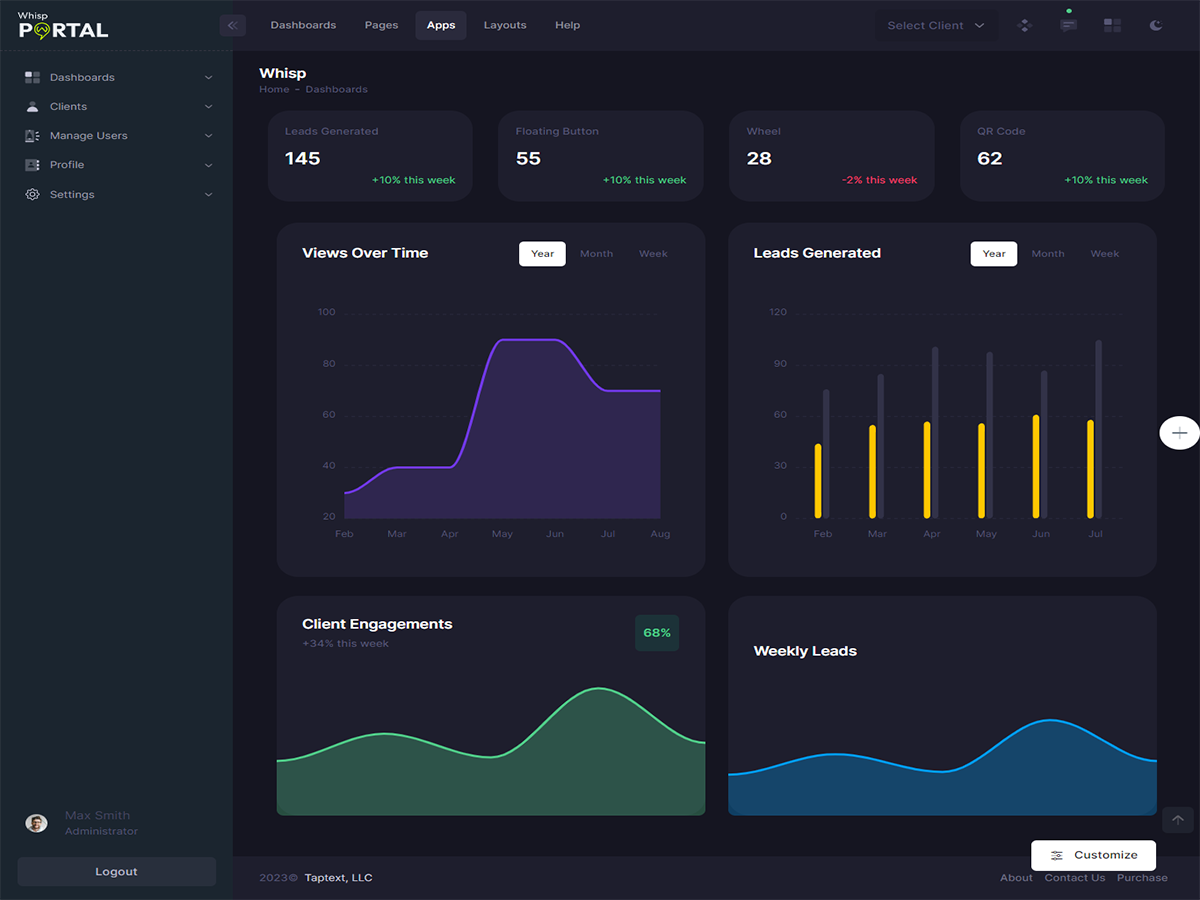 Whisp
PORTAL
Dashboards
Pages
Apps
Layouts
Help
Select Client
Dashboards
Clients
Manage Users
Profile
Settings
Whisp
Home - Dashboards
Leads Generated
145
+10% this week
Floating Button
55
+10% this week
Wheel
28
-2% this week
QR Code
62
+10% this week
Views Over Time
Year
Month
Week
100
80
60
40
20
Feb
Mar
Apr
May
Jun
Jul
Aug
Leads Generated
Year
Month
Week
120
90
60
30
0
Feb
Mar
Apr
May
Jun
Jul
Client Engagements
+34% this week
68%
Weekly Leads
Max Smith
Administrator
Logout
Customize
2023© Taptext, LLC
About
Contact Us
Purchase